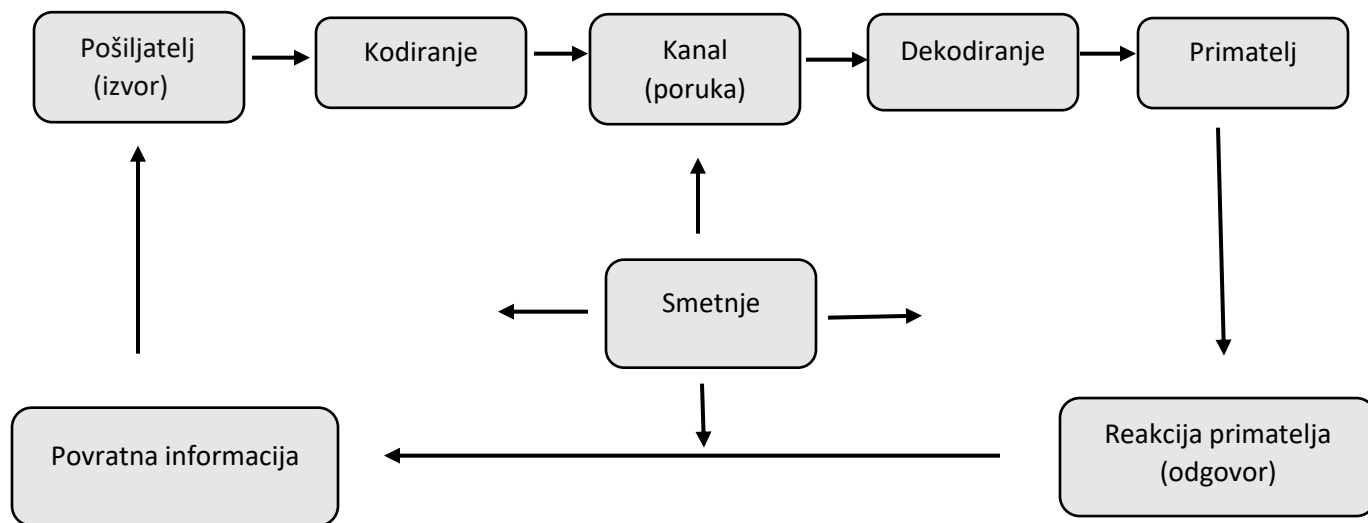 Pošiljatelj
(izvor)
Kodiranje
Kanal
(poruka)
Dekodiranje
Primatelj
Smetnje
Povratna informacija
Reakcija primatelja
(odgovor)